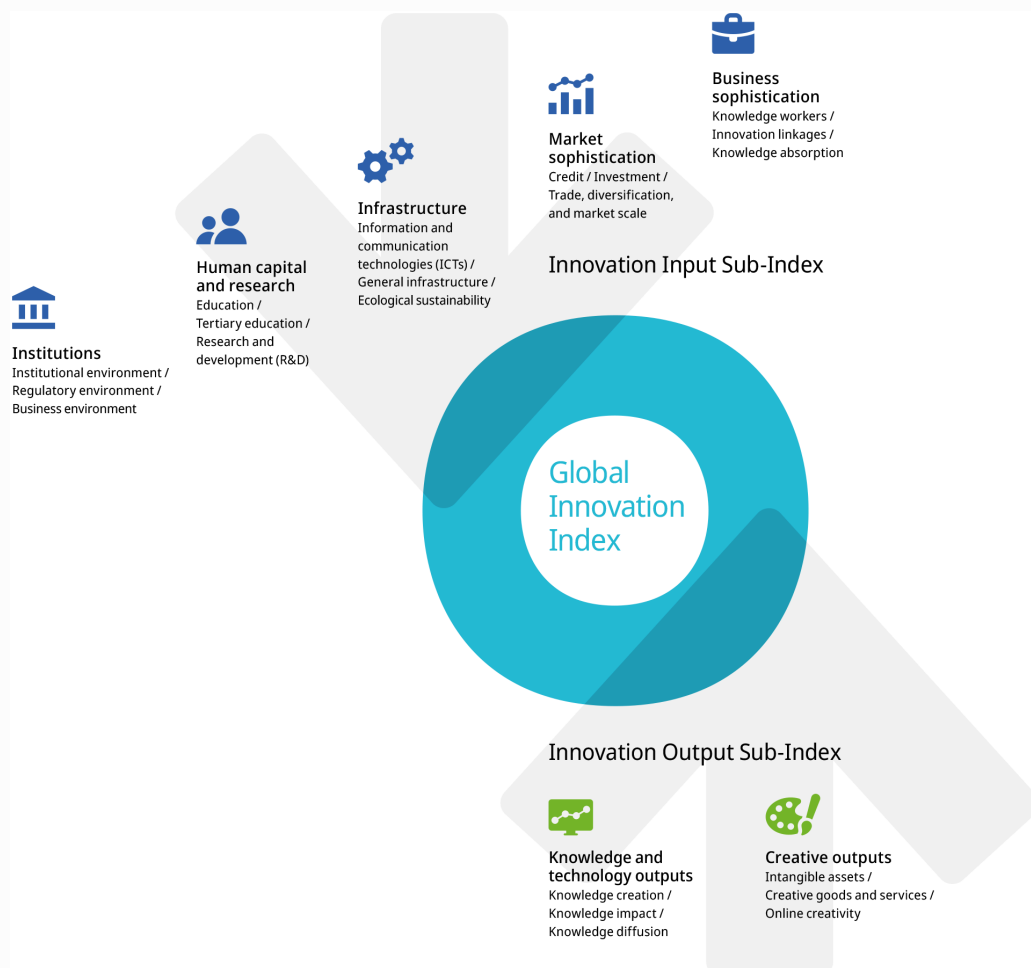 Business
sophistication
Knowledge workers /
Innovation linkages /
Knowledge absorption
Market
sophistication
Credit / Investment /
Trade, diversification,
and market scale
Infrastructure
Information and
communication
technologies (ICTs) /
General infrastructure /
Ecological sustainability
Human capital
and research
Education /
Tertiary education /
Research and
development (R&D)
Institutions
Institutional environment /
Regulatory environment /
Business environment
Innovation Input Sub-Index
Global
Innovation
Index
Innovation Output Sub-Index
Knowledge and
technology outputs
Knowledge creation /
Knowledge impact /
Knowledge diffusion
Creative outputs
Intangible assets /
Creative goods and services /
Online creativity